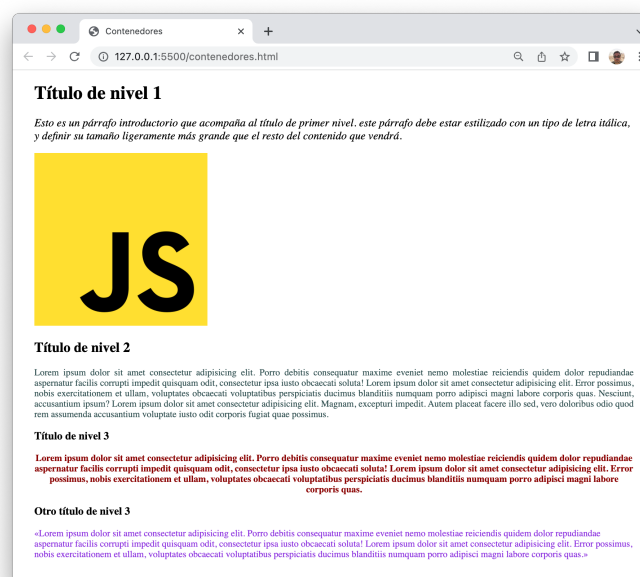 Contenedores
127.0.0.1:5500/contenedores.html
Título de nivel 1
Esto es un párrafo introductorio que acompaña al título de primer nivel. este párrafo debe estar estilizado con un tipo de letra itálica,
y definir su tamaño ligeramente más grande que el resto del contenido que vendrá.
JS
Título de nivel 2
Lorem ipsum dolor sit amet consectetur adipisicing elit. Porro debitis consequatur maxime eveniet nemo molestiae reiciendis quidem dolor repudiandae
aspernatur facilis corrupti impedit quisquam odit, consectetur ipsa iusto obcaecati soluta! Lorem ipsum dolor sit amet consectetur adipisicing elit. Error possimus,
nobis exercitationem et ullam, voluptates obcaecati voluptatibus perspiciatis ducimus blanditiis numquam porro adipisci magni labore corporis quas. Nesciunt,
accusantium ipsum? Lorem ipsum dolor sit amet consectetur adipisicing elit. Magnam, excepturi impedit. Autem placeat facere illo sed, vero doloribus odio quod
rem assumenda accusantium voluptate iusto odit corporis fugiat quae possimus.
Título de nivel 3
Lorem ipsum dolor sit amet consectetur adipisicing elit. Porro debitis consequatur maxime eveniet nemo molestiae reiciendis quidem dolor repudiandae
aspernatur facilis corrupti impedit quisquam odit, consectetur ipsa iusto obcaecati soluta! Lorem ipsum dolor sit amet consectetur adipisicing elit. Error
possimus, nobis exercitationem et ullam, voluptates obcaecati voluptatibus perspiciatis ducimus blanditiis numquam porro adipisci magni labore
corporis quas.
Otro título de nivel 3
«Lorem ipsum dolor sit amet consectetur adipisicing elit. Porro debitis consequatur maxime eveniet nemo molestiae reiciendis quidem dolor repudiandae
aspernatur facilis corrupti impedit quisquam odit, consectetur ipsa iusto obcaecati soluta! Lorem ipsum dolor sit amet consectetur adipisicing elit. Error possimus,
nobis exercitationem et ullam, voluptates obcaecati voluptatibus perspiciatis ducimus blanditiis numquam porro adipisci magni labore corporis quas.»